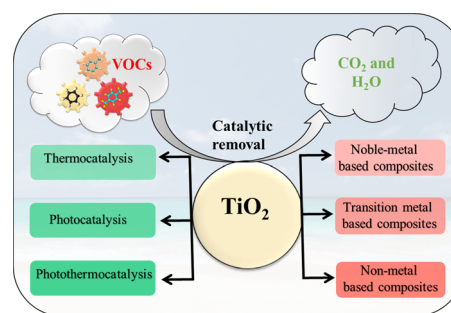 VOCs
CO₂ and
H₂O
Catalytic
removal
Thermocatalysis
Photocatalysis
Photothermocatalysis
TiO₂
Noble-metal
based composites
Transition metal
based composites
Non-metal
based composites